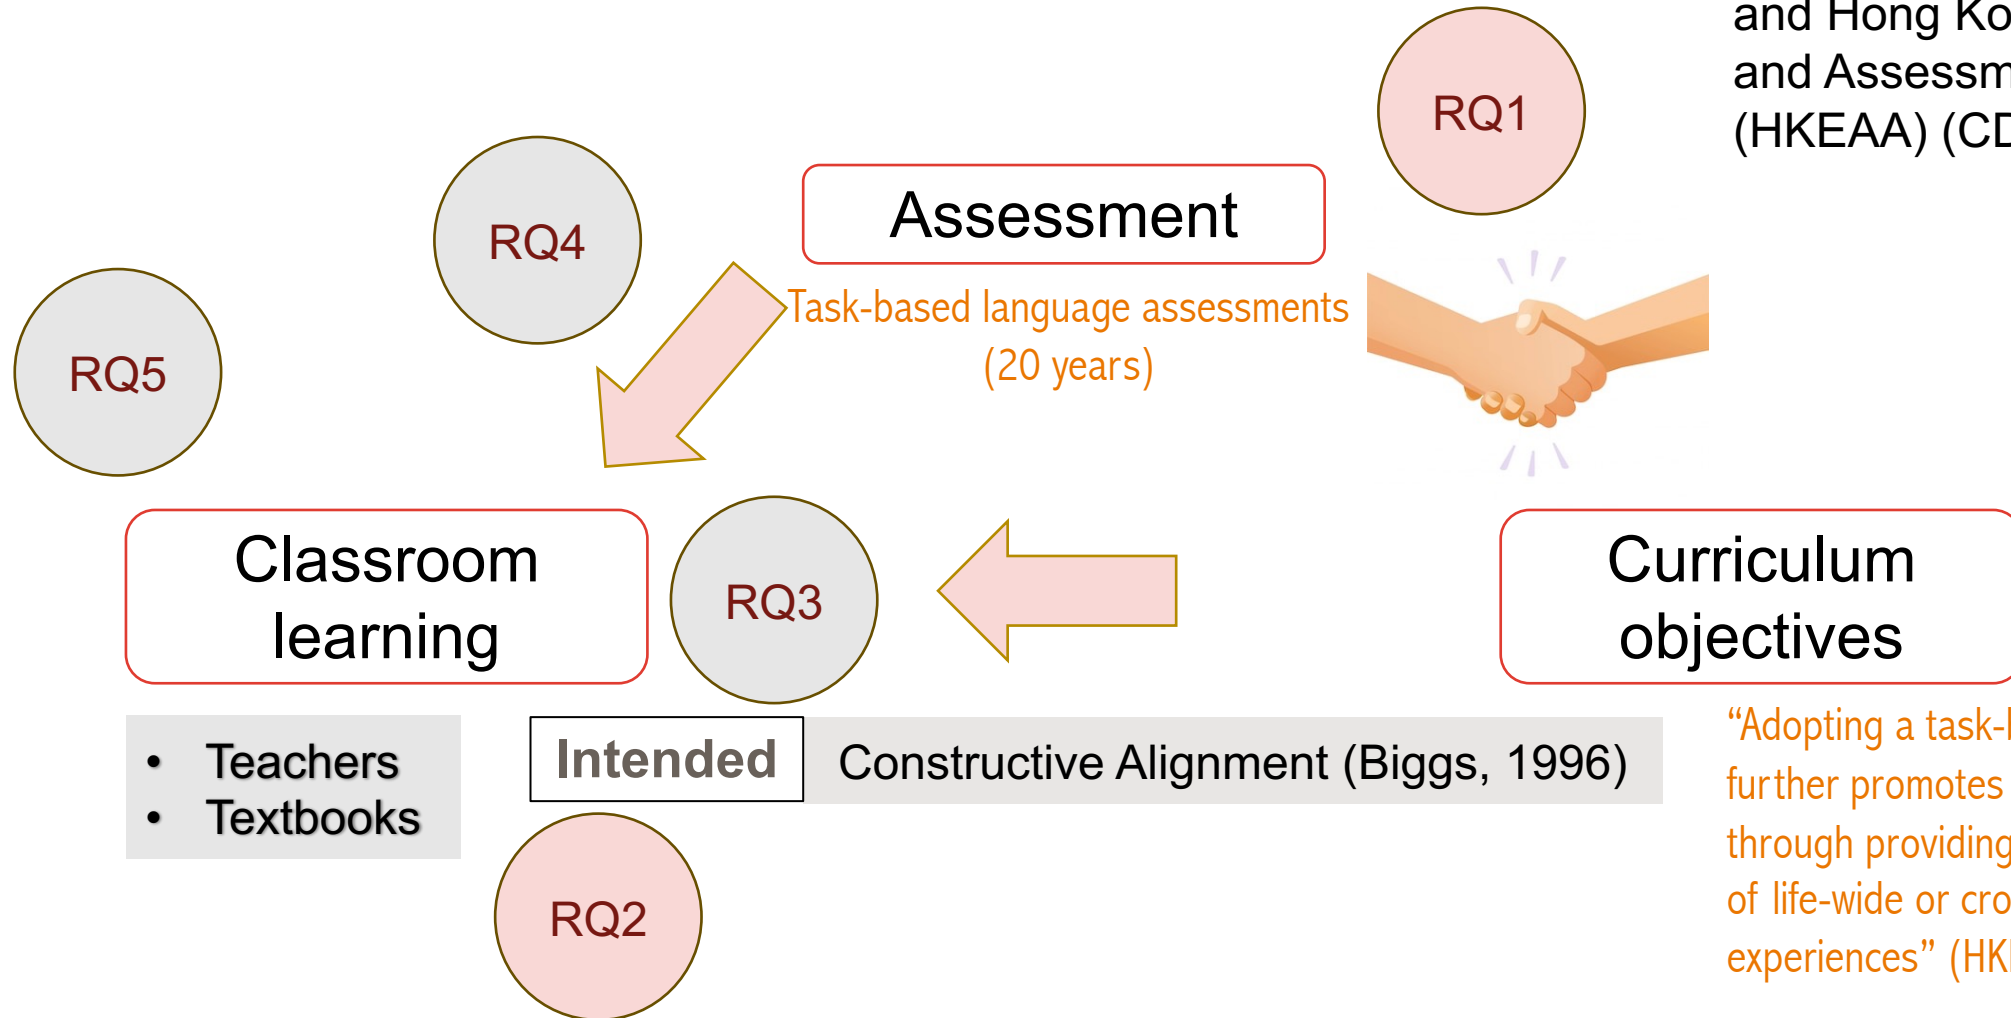 and Hong Ko
and Assessm
(HKEAA) (CD
RQ1
RQ4
Assessment
Task-based language assessments
(20 years)
RQ5
Classroom
learning
RQ3
Curriculum
objectives
• Teachers
• Textbooks
Intended
Constructive Alignment (Biggs, 1996)
RQ2
“Adopting a task-b
further promotes
through providing
of life-wide or cro
experiences” (HK